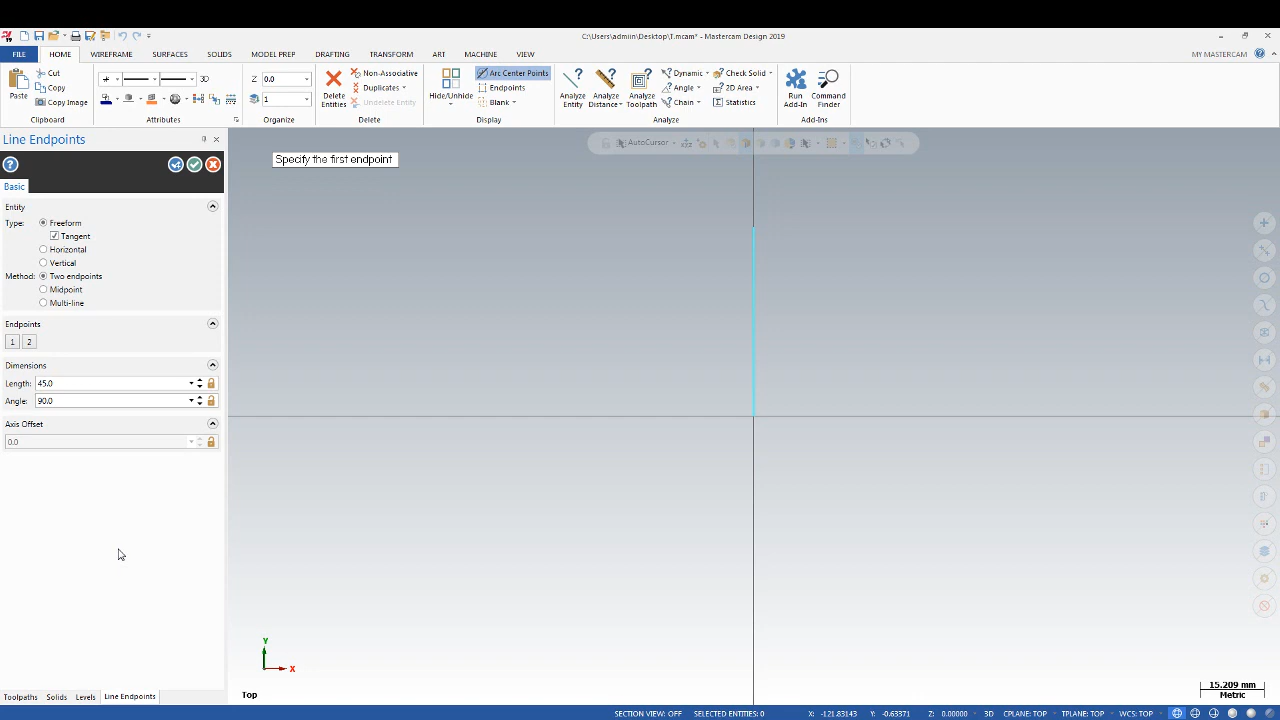 C:\Users\admiin\Desktop\T.mcam* - Mastercam Design 2019
FILE HOME WIREFRAME SURFACES SOLIDS MODEL PREP DRAFTING TRANSFORM ART MACHINE VIEW MY MASTERCAM
Paste
Cut
Copy
Copy Image
Clipboard
3D
Attributes
Z 0.0
1
Organize
Delete Entities
Non-Associative
Duplicates
Undelete Entity
Delete
Hide/Unhide
Arc Center Points
Endpoints
Blank
Display
Analyze Entity
Analyze Distance
Analyze Toolpath
Dynamic
Angle
Chain
Check Solid
2D Area
Statistics
Analyze
Run Add-In
Command Finder
Add-Ins
Line Endpoints
Basic
Entity
Type: Freeform
Tangent
Horizontal
Vertical
Method: Two endpoints
Midpoint
Multi-line
Endpoints
1 2
Dimensions
Length: 45.0
Angle: 90.0
Axis Offset
0.0
Specify the first endpoint
AutoCursor
Y
X
Top
15.209 mm
Metric
Toolpaths Solids Levels Line Endpoints
SECTION VIEW: OFF SELECTED ENTITIES: 0 X: -121.83143 Y: -0.63371 Z: 0.00000 3D CPLANE: TOP TPLANE: TOP WCS: TOP